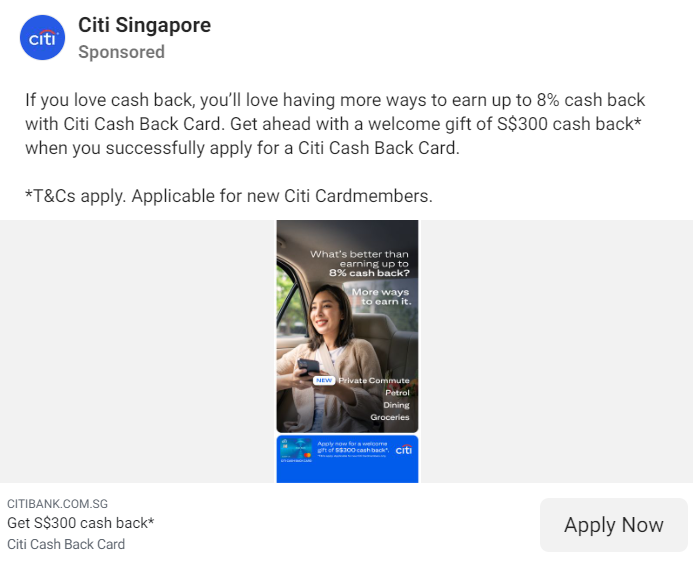 citi
Citi Singapore
Sponsored
If you love cash back, you'll love having more ways to earn up to 8% cash back
with Citi Cash Back Card. Get ahead with a welcome gift of S$300 cash back*
when you successfully apply for a Citi Cash Back Card.
*T&Cs apply. Applicable for new Citi Cardmembers.
What's better than
earning up to
8% cash back?
More ways
to earn it.
NEW Private Commute
Petrol
Dining
Groceries
Apply now for a welcome
gift of S$300 cash back*.
citi
CITIBANK.COM.SG
Get S$300 cash back*
Citi Cash Back Card
Apply Now